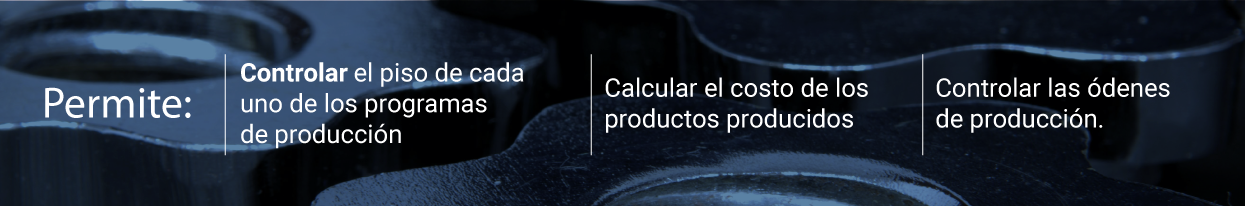 Permite:
Controlar el piso de cada
uno de los programas
de producción
Calcular el costo de los
productos producidos
Controlar las ódenes
de producción.